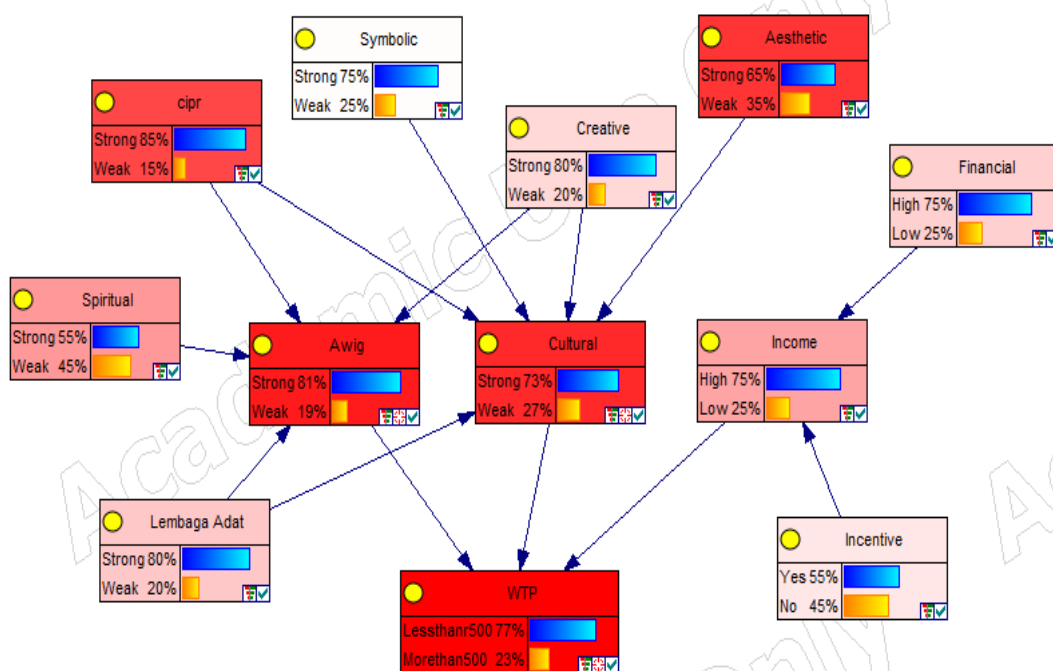 Symbolic
Strong 75%
Weak 25%
Aesthetic
Strong 65%
Weak 35%
cipr
Strong 85%
Weak 15%
Creative
Strong 80%
Weak 20%
Financial
High 75%
Low 25%
Spiritual
Strong 55%
Weak 45%
Awig
Strong 81%
Weak 19%
Cultural
Strong 73%
Weak 27%
Income
High 75%
Low 25%
Lembaga Adat
Strong 80%
Weak 20%
Incentive
Yes 55%
No 45%
WTP
Lessthanr500 77%
Morethan500 23%
Academic Use Only